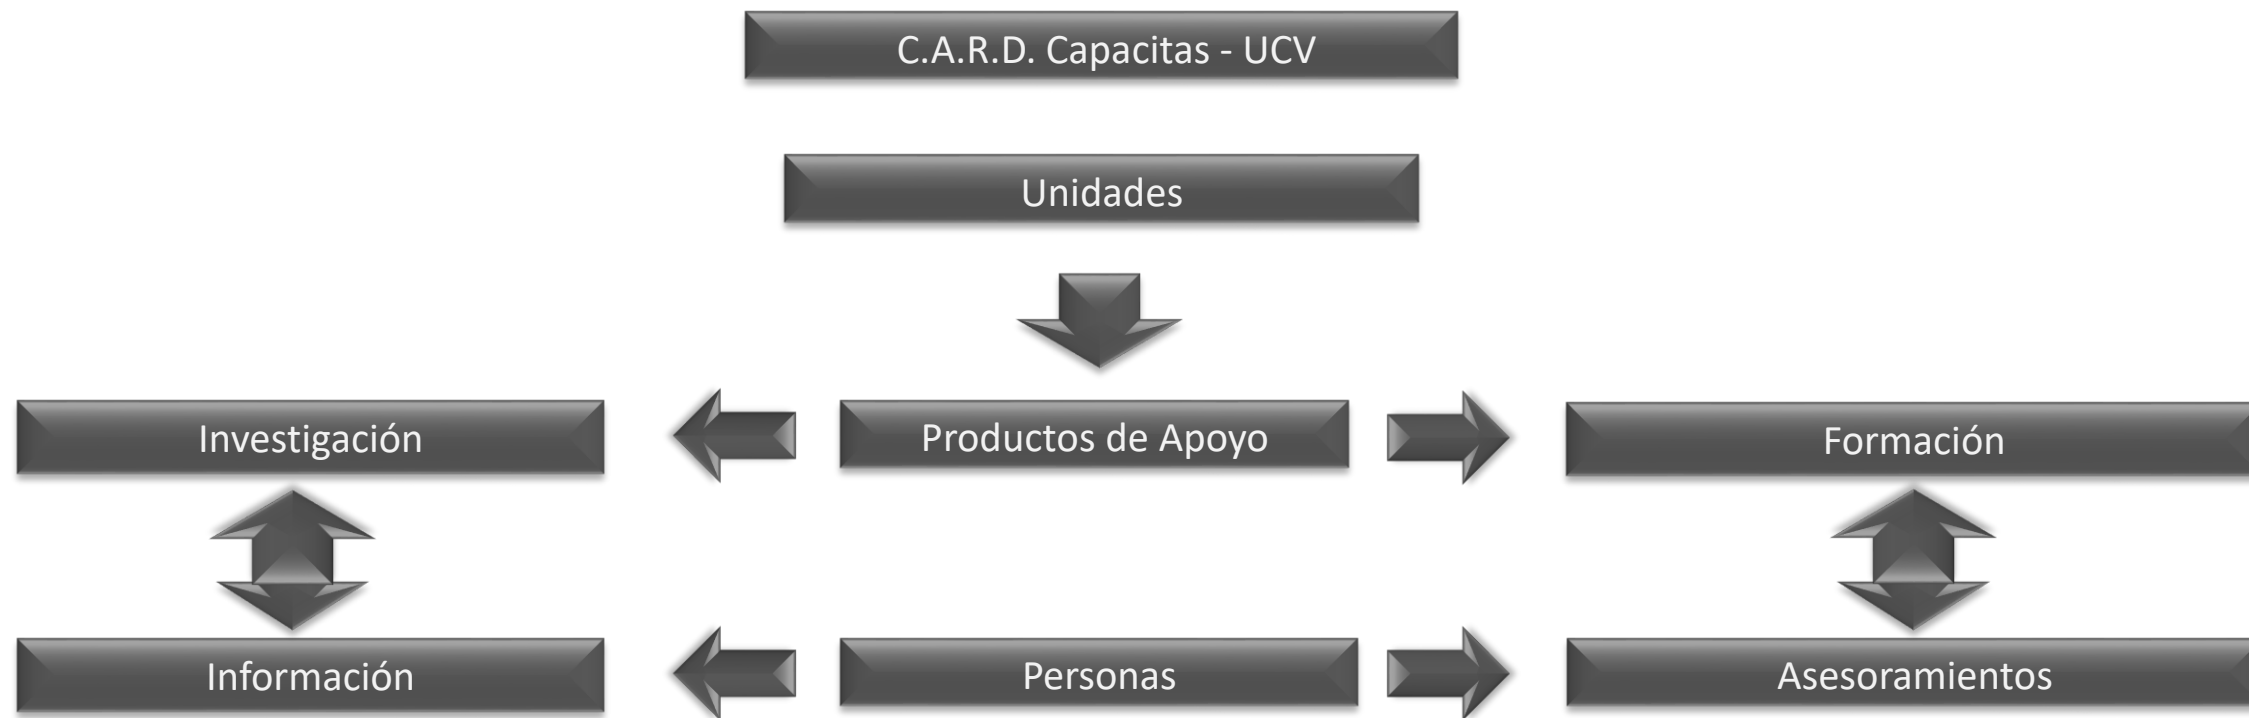 C.A.R.D. Capacitas - UCV
Unidades
Investigación
Productos de Apoyo
Formación
Información
Personas
Asesoramientos